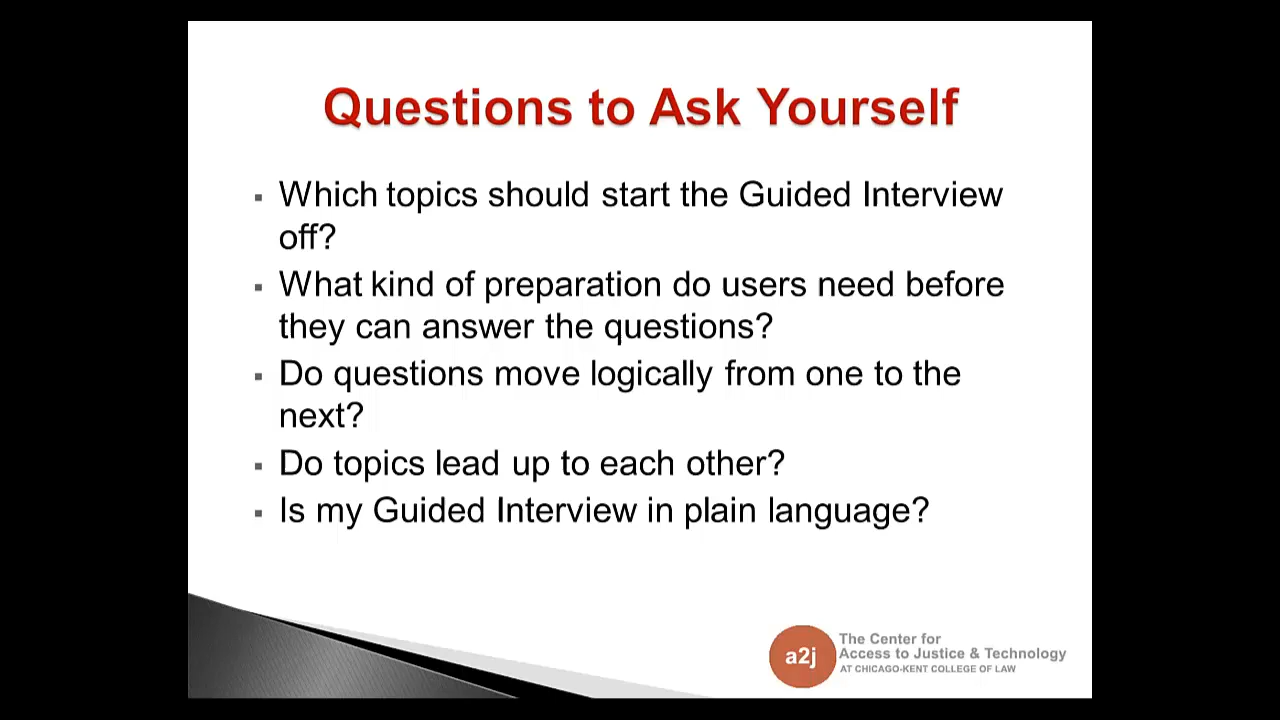 Questions to Ask Yourself
▪ Which topics should start the Guided Interview
off?
▪ What kind of preparation do users need before
they can answer the questions?
▪ Do questions move logically from one to the
next?
▪ Do topics lead up to each other?
▪ Is my Guided Interview in plain language?
a2j
The Center for
Access to Justice & Technology
AT CHICAGO-KENT COLLEGE OF LAW